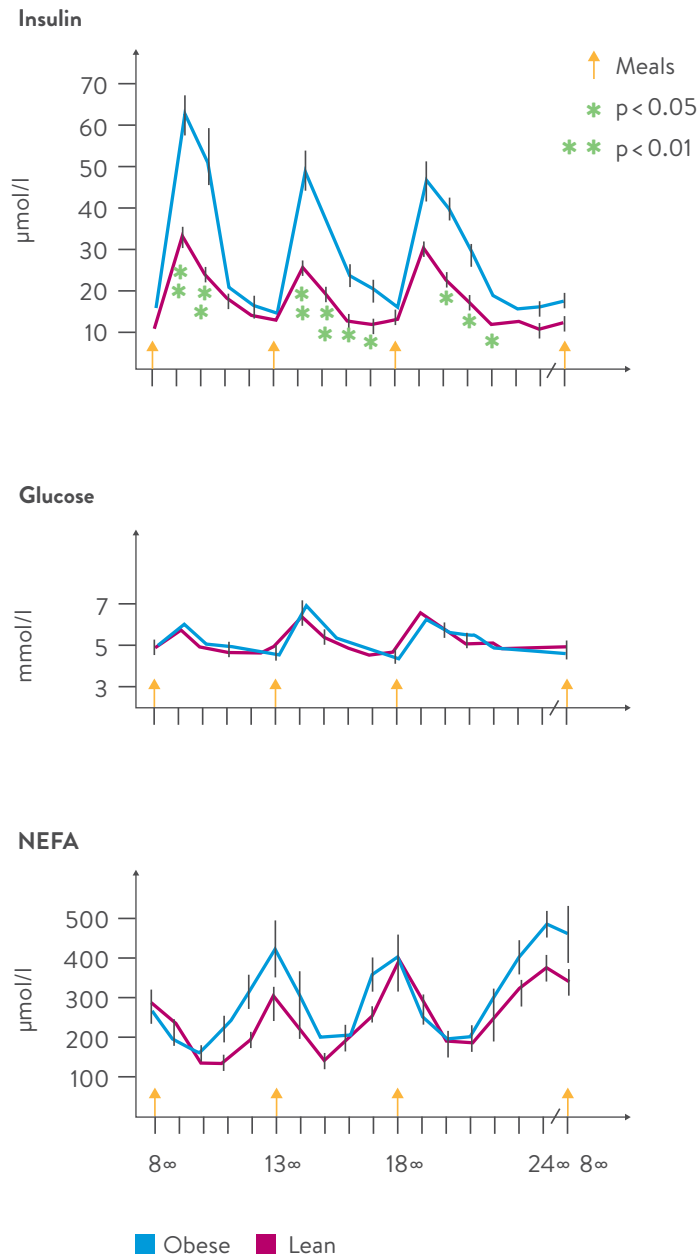 Insulin
Meals
* p < 0.05
* * p < 0.01
70
60
50
40
30
20
10
µmol/l
**
**
**
**
*
*
*
*
*
Glucose
7
5
3
mmol/l
NEFA
500
400
300
200
100
µmol/l
8∞ 13∞ 18∞ 24∞ 8∞
Obese Lean